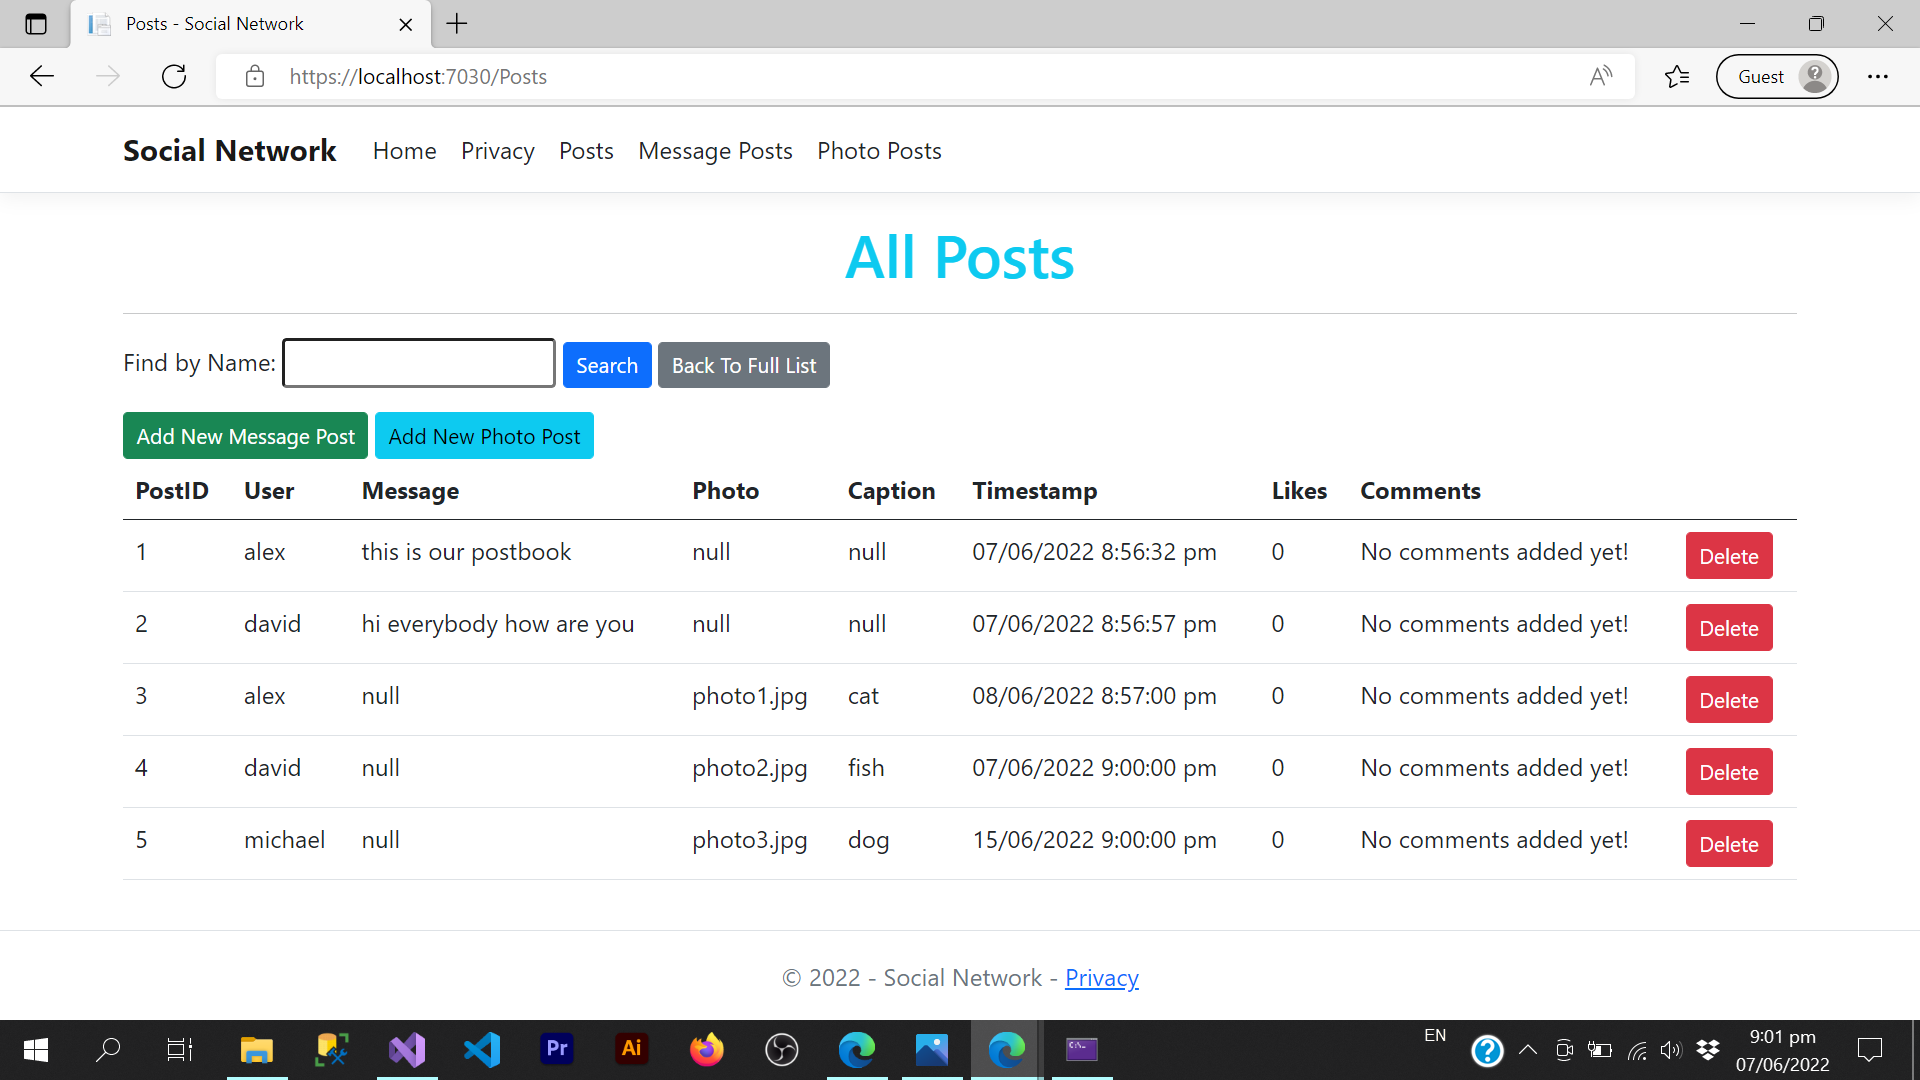 Posts - Social Network
https://localhost:7030/Posts
Guest
Social Network Home Privacy Posts Message Posts Photo Posts
All Posts
Find by Name: Search Back To Full List
Add New Message Post Add New Photo Post
PostID User Message Photo Caption Timestamp Likes Comments
1 alex this is our postbook null null 07/06/2022 8:56:32 pm 0 No comments added yet! Delete
2 david hi everybody how are you null null 07/06/2022 8:56:57 pm 0 No comments added yet! Delete
3 alex null photo1.jpg cat 08/06/2022 8:57:00 pm 0 No comments added yet! Delete
4 david null photo2.jpg fish 07/06/2022 9:00:00 pm 0 No comments added yet! Delete
5 michael null photo3.jpg dog 15/06/2022 9:00:00 pm 0 No comments added yet! Delete
© 2022 - Social Network - Privacy
Pr Ai EN 9:01 pm
07/06/2022